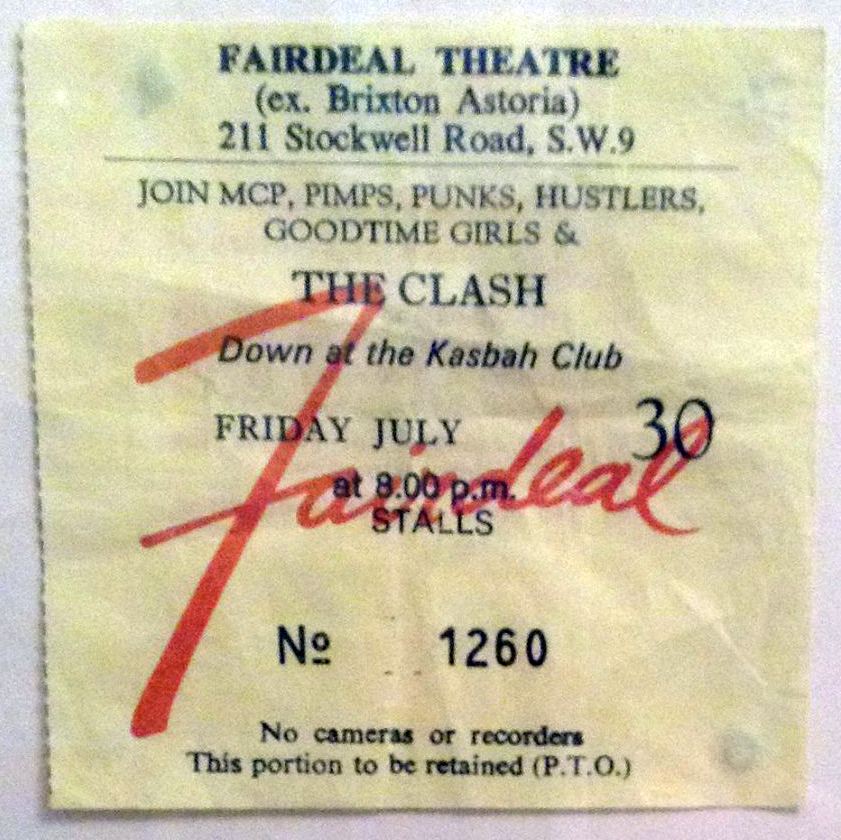 FAIRDEAL THEATRE
(ex. Brixton Astoria)
211 Stockwell Road, S.W.9
JOIN MCP, PIMPS, PUNKS, HUSTLERS,
GOODTIME GIRLS &
THE CLASH
Down at the Kasbah Club
FRIDAY JULY 30
Fairdeal
at 8.00 p.m.
STALLS
Nº 1260
No cameras or recorders
This portion to be retained (P.T.O.)